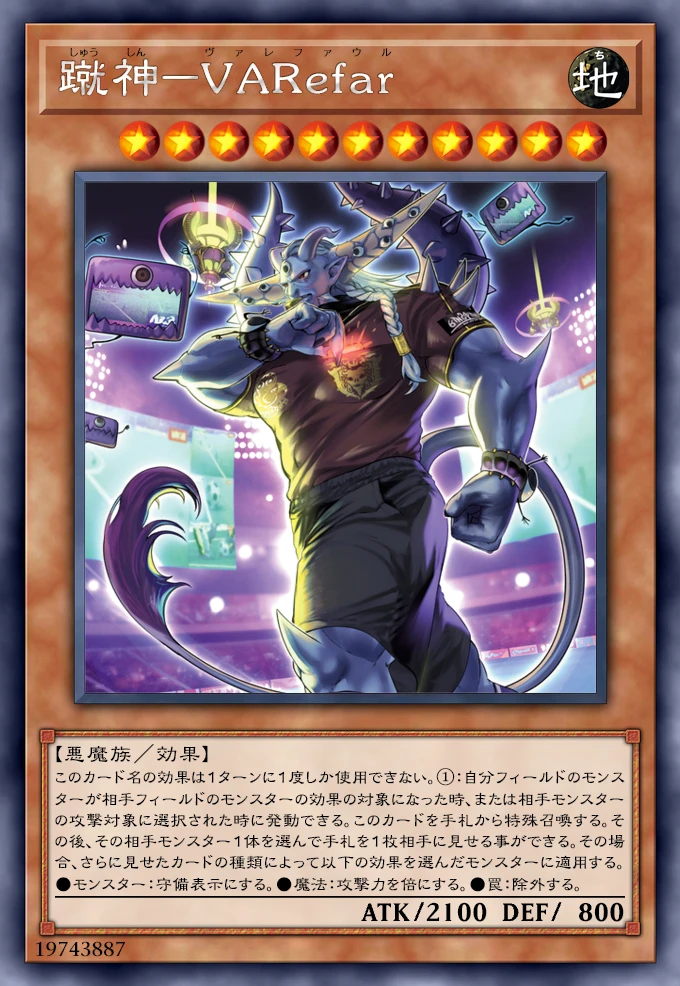 しゅう しん ヴァレファウル
蹴神－VARefar
ち
地
【悪魔族／効果】
このカード名の効果は１ターンに１度しか使用できない。①：自分フィールドのモンス
ターが相手フィールドのモンスターの効果の対象になった時、または相手モンスター
の攻撃対象に選択された時に発動できる。このカードを手札から特殊召喚する。そ
の後、その相手モンスター１体を選んで手札を１枚相手に見せる事ができる。その場
合、さらに見せたカードの種類によって以下の効果を選んだモンスターに適用する。
●モンスター：守備表示にする。●魔法：攻撃力を倍にする。●罠：除外する。
ATK/2100 DEF/ 800
19743887